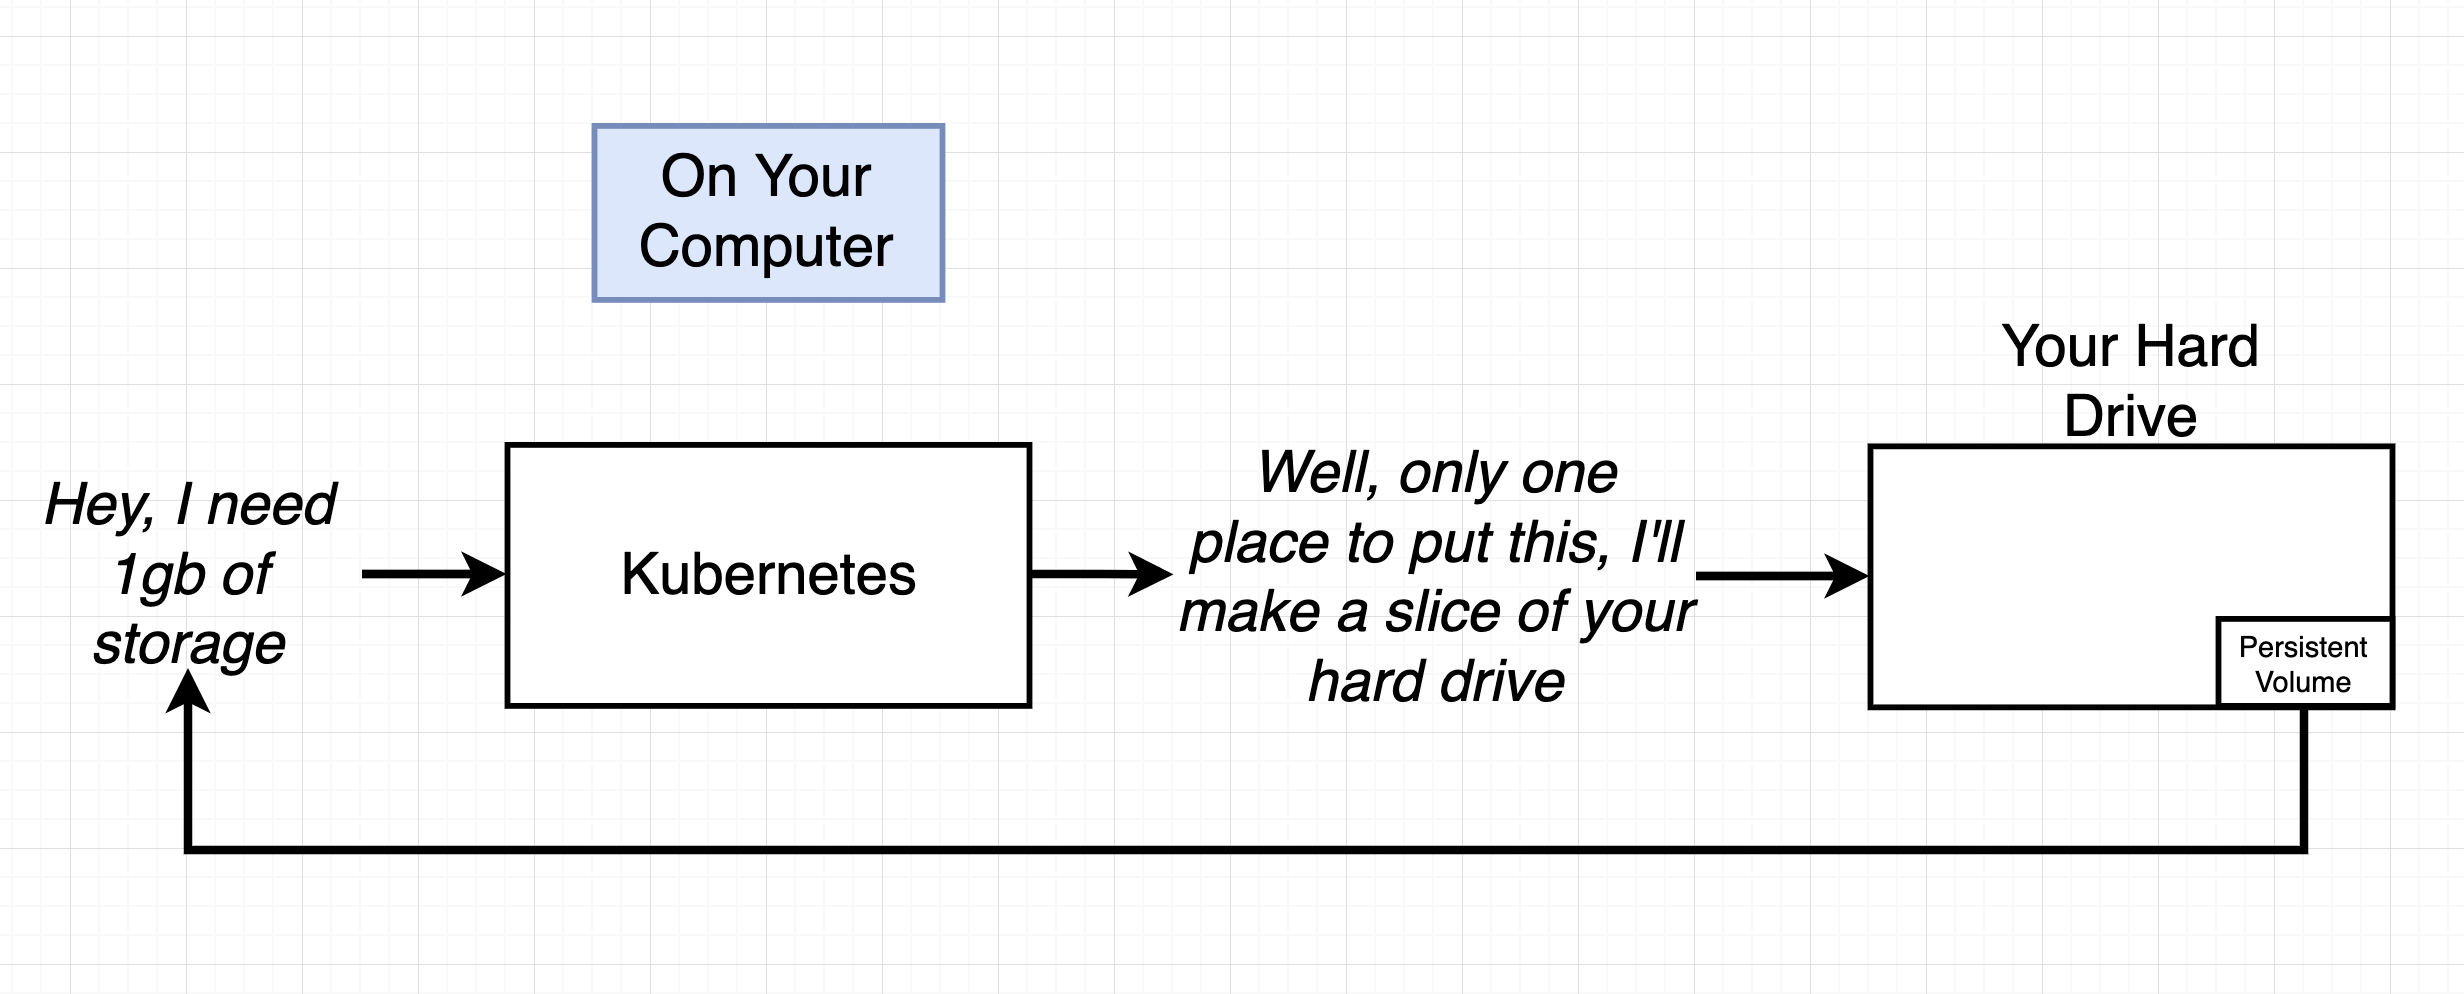 On Your
Computer
Your Hard
Drive
Hey, I need
1gb of
storage
Kubernetes
Well, only one
place to put this, I'll
make a slice of your
hard drive
Persistent
Volume